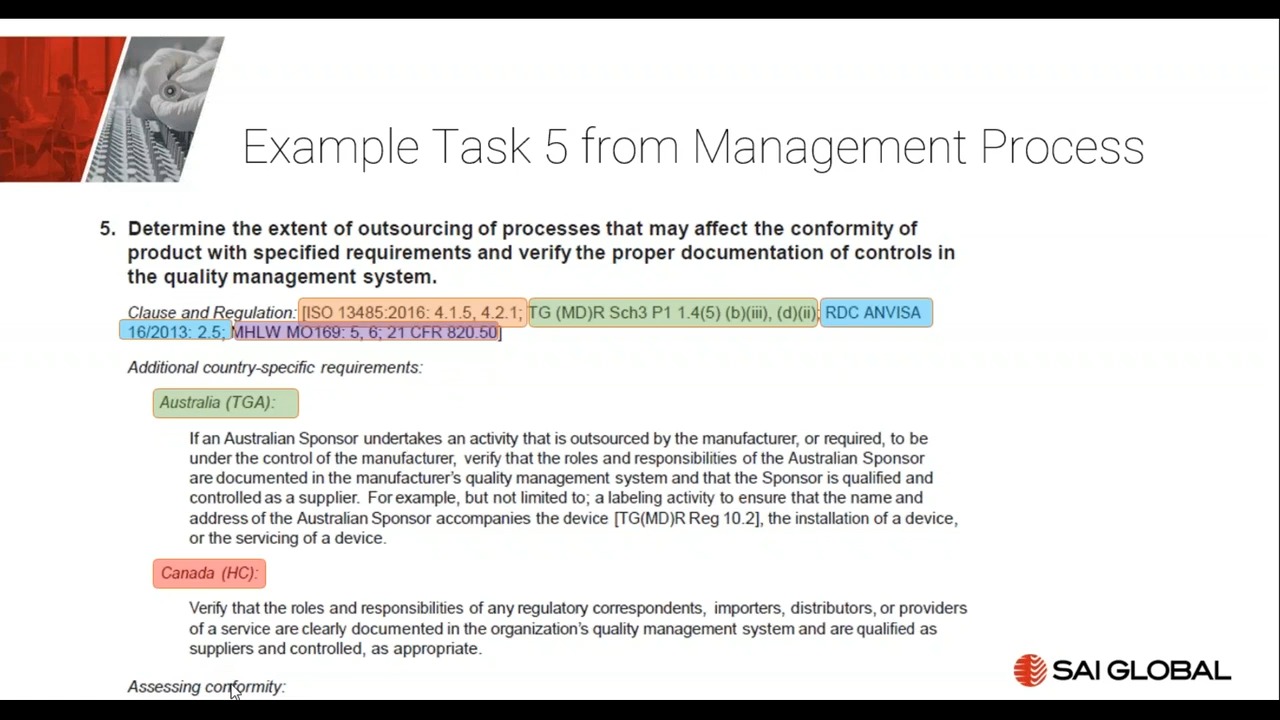 Example Task 5 from Management Process
5. Determine the extent of outsourcing of processes that may affect the conformity of
product with specified requirements and verify the proper documentation of controls in
the quality management system.
Clause and Regulation: [ISO 13485:2016: 4.1.5, 4.2.1; TG (MD)R Sch3 P1 1.4(5) (b)(iii), (d)(ii); RDC ANVISA
16/2013: 2.5; MHLW MO169: 5, 6; 21 CFR 820.50]
Additional country-specific requirements:
Australia (TGA):
If an Australian Sponsor undertakes an activity that is outsourced by the manufacturer, or required, to be
under the control of the manufacturer, verify that the roles and responsibilities of the Australian Sponsor
are documented in the manufacturer's quality management system and that the Sponsor is qualified and
controlled as a supplier. For example, but not limited to; a labeling activity to ensure that the name and
address of the Australian Sponsor accompanies the device [TG(MD)R Reg 10.2], the installation of a device,
or the servicing of a device.
Canada (HC):
Verify that the roles and responsibilities of any regulatory correspondents, importers, distributors, or providers
of a service are clearly documented in the organization's quality management system and are qualified as
suppliers and controlled, as appropriate.
Assessing conformity:
SAI GLOBAL